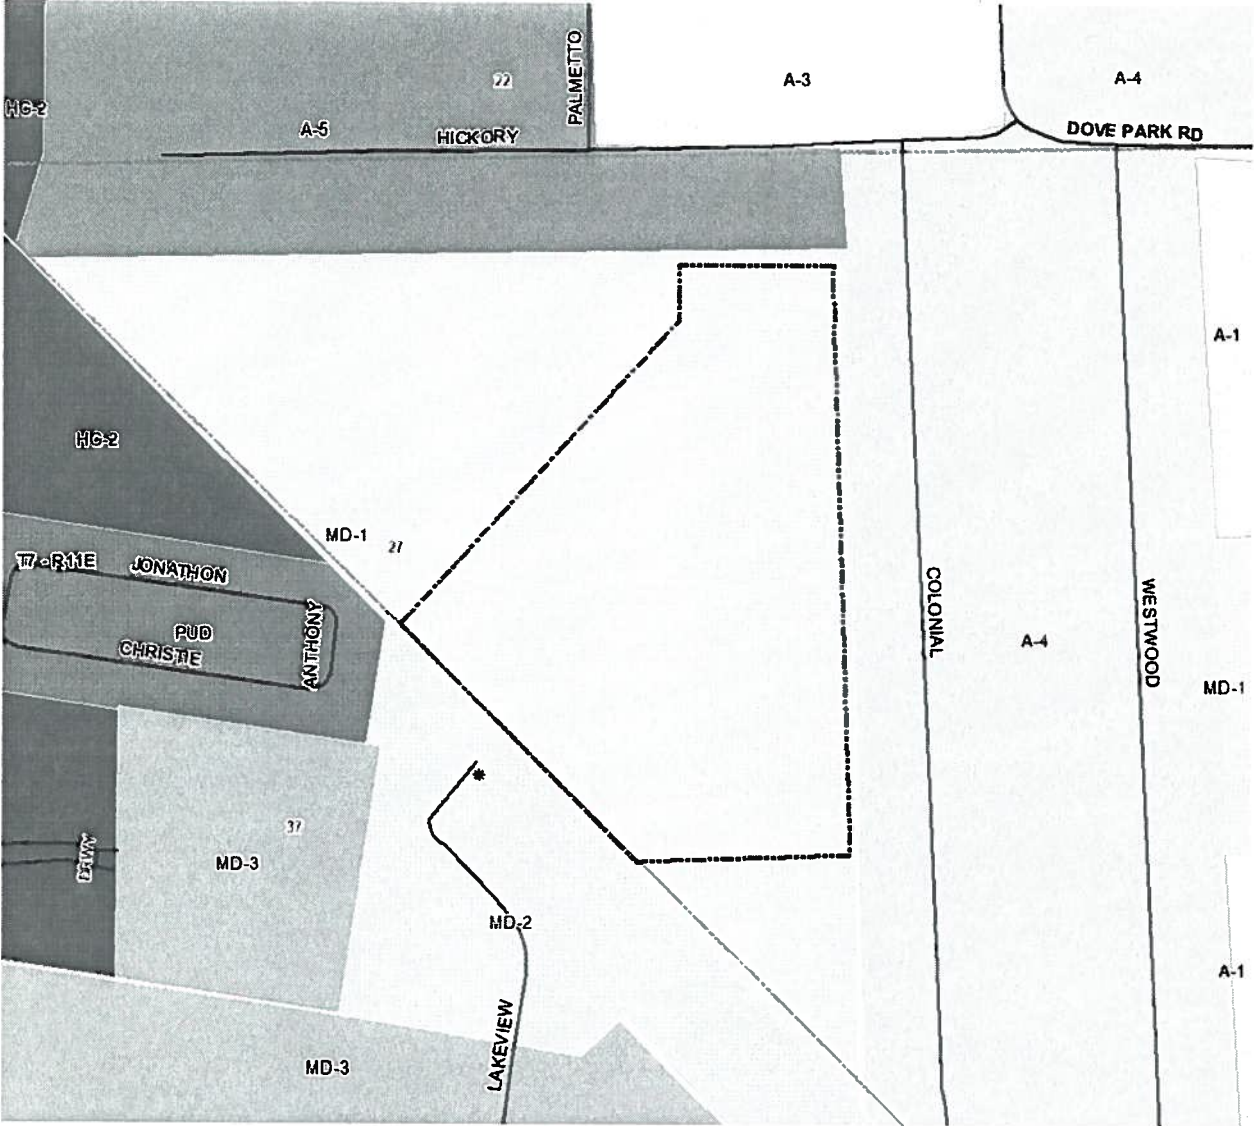 PALMETTO
22
A-3
A-4
HC-2
A-5
HICKORY
DOVE PARK RD
A-1
HC-2
MD-1
27
T7 - R11E
JONATHON
COLONIAL
WESTWOOD
ANTHONY
PUD
CHRISTIE
A-4
MD-1
*
37
DRWY
MD-3
MD-2
A-1
LAKEVIEW
MD-3